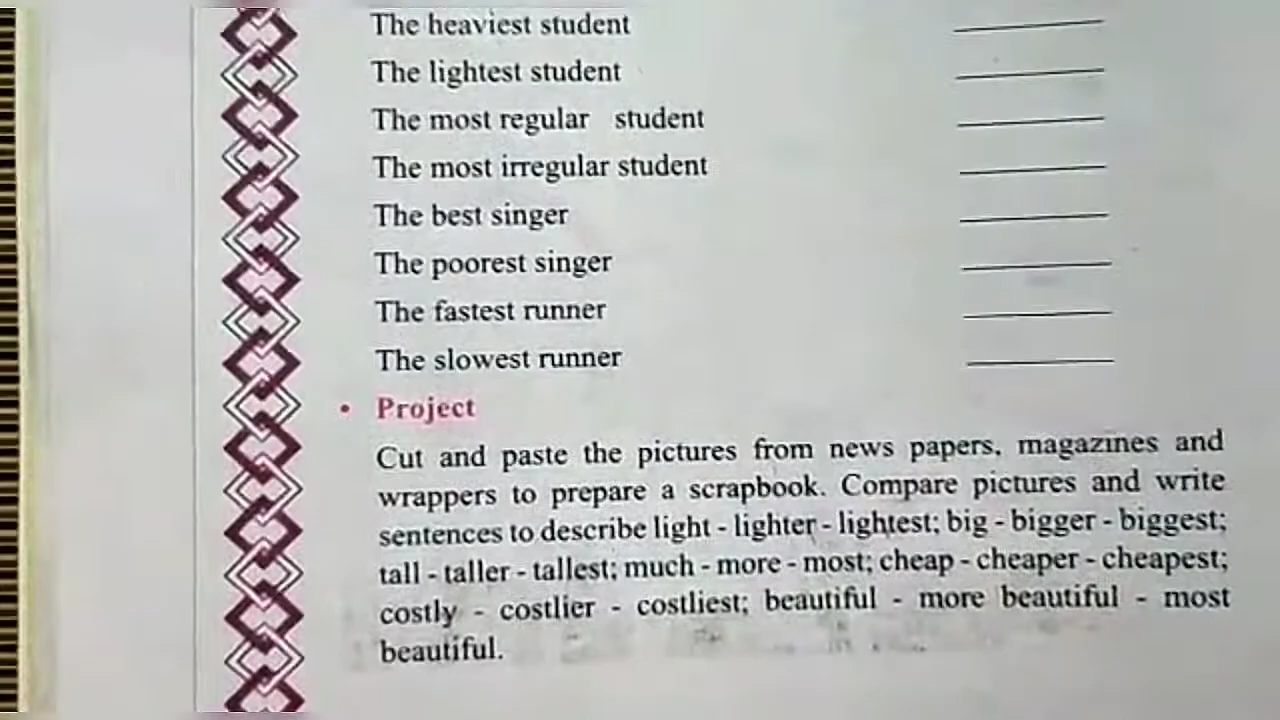 The heaviest student
The lightest student
The most regular student
The most irregular student
The best singer
The poorest singer
The fastest runner
The slowest runner
• Project
Cut and paste the pictures from news papers, magazines and
wrappers to prepare a scrapbook. Compare pictures and write
sentences to describe light - lighter - lightest; big - bigger - biggest;
tall - taller - tallest; much - more - most; cheap - cheaper - cheapest;
costly - costlier - costliest; beautiful - more beautiful - most
beautiful.